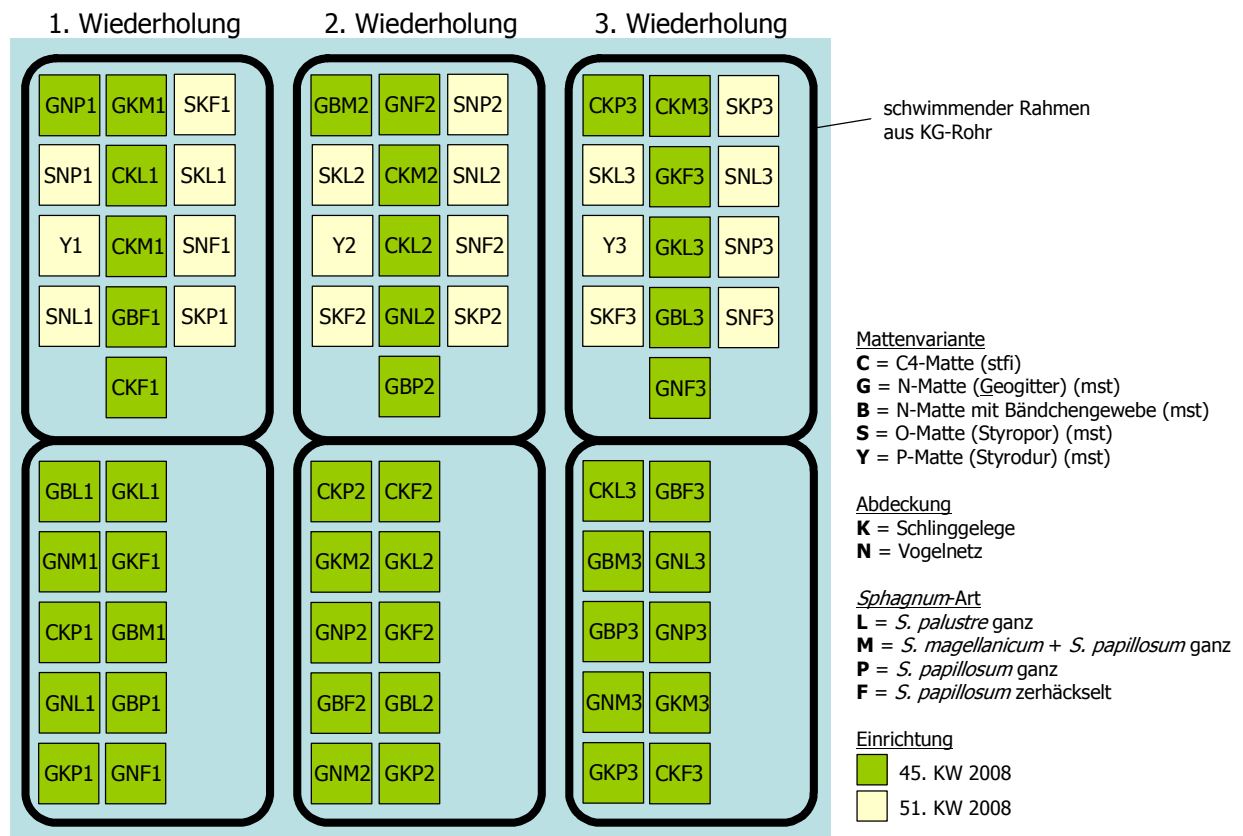 1. Wiederholung 2. Wiederholung 3. Wiederholung
GNP1 GKM1 SKF1 GBM2 GNF2 SNP2 CKP3 CKM3 SKP3
SNP1 CKL1 SKL1 SKL2 CKM2 SNL2 SKL3 GKF3 SNL3
Y1 CKM1 SNF1 Y2 CKL2 SNF2 Y3 GKL3 SNP3
SNL1 GBF1 SKP1 SKF2 GNL2 SKP2 SKF3 GBL3 SNF3
CKF1 GBP2 GNF3
GBL1 GKL1 CKP2 CKF2 CKL3 GBF3
GNM1 GKF1 GKM2 GKL2 GBM3 GNL3
CKP1 GBM1 GNP2 GKF2 GBP3 GNP3
GNL1 GBP1 GBF2 GBL2 GNM3 GKM3
GKP1 GNF1 GNM2 GKP2 GKP3 CKF3
schwimmender Rahmen
aus KG-Rohr
Mattenvariante
C = C4-Matte (stfi)
G = N-Matte (Geogitter) (mst)
B = N-Matte mit Bändchengewebe (mst)
S = O-Matte (Styropor) (mst)
Y = P-Matte (Styrodur) (mst)
Abdeckung
K = Schlinggelege
N = Vogelnetz
Sphagnum-Art
L = S. palustre ganz
M = S. magellanicum + S. papillosum ganz
P = S. papillosum ganz
F = S. papillosum zerhäckselt
Einrichtung
45. KW 2008
51. KW 2008